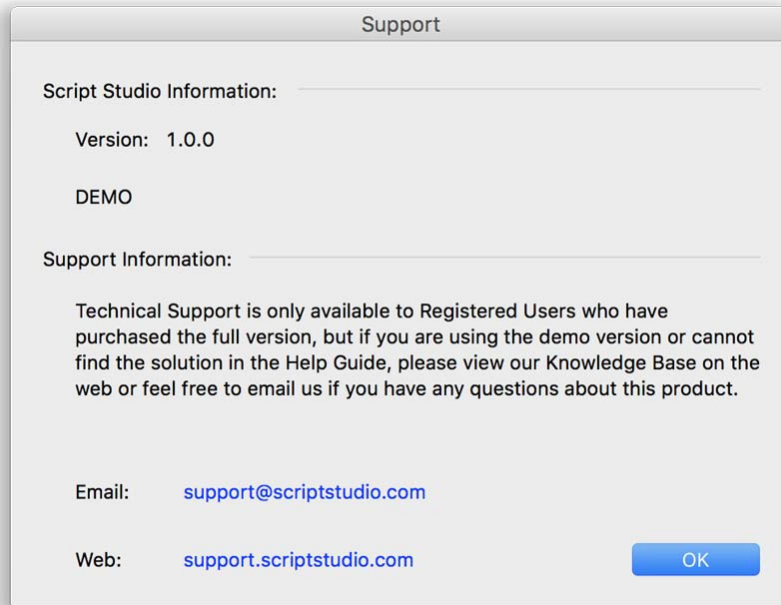 Support
Script Studio Information:
Version: 1.0.0
DEMO
Support Information:
Technical Support is only available to Registered Users who have
purchased the full version, but if you are using the demo version or cannot
find the solution in the Help Guide, please view our Knowledge Base on the
web or feel free to email us if you have any questions about this product.
Email: support@scriptstudio.com
Web: support.scriptstudio.com
OK